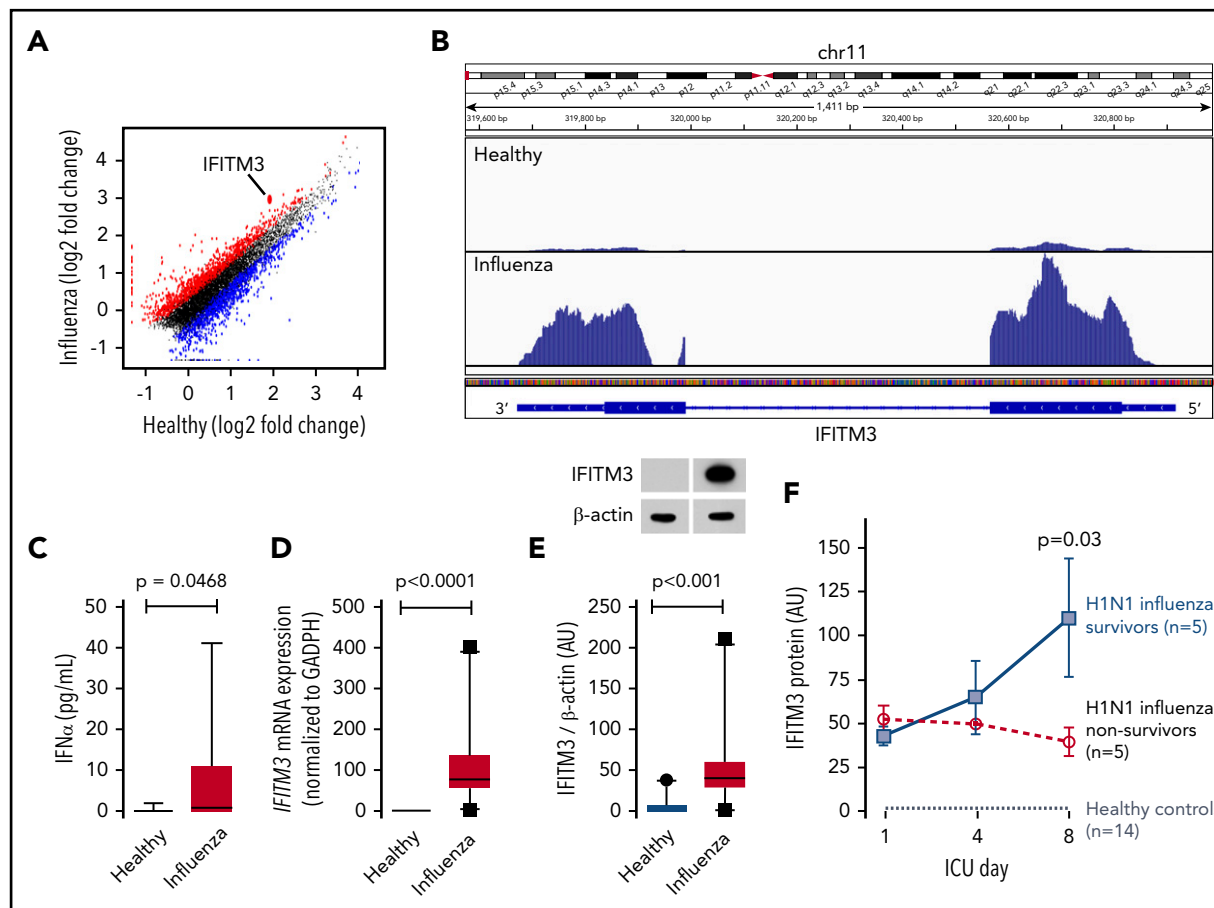 A
IFITM3
Influenza (log2 fold change)
4
3
2
1
0
-1
-1 0 1 2 3 4
Healthy (log2 fold change)
B
chr11
p15.4 p15.3 p15.1 p14.3 p14.1 p13 p12 p11.2 p11.11 q12.1 q12.3 q13.2 q13.4 q14.1 q14.2 q21 q22.1 q22.3 q23.1 q23.3 q24.1 q24.3 q25
1,411 bp
319,600 bp 319,800 bp 320,000 bp 320,200 bp 320,400 bp 320,600 bp 320,800 bp
Healthy
Influenza
3′ 5′
IFITM3
C
p = 0.0468
IFNα (pg/mL)
50
40
30
20
10
0
Healthy
Influenza
D
p<0.0001
IFITM3 mRNA expression
(normalized to GADPH)
500
400
300
200
100
0
Healthy
Influenza
IFITM3
β-actin
E
p<0.001
IFITM3 / β-actin (AU)
250
200
150
100
50
0
Healthy
Influenza
F
p=0.03
IFITM3 protein (AU)
150
125
100
75
50
25
0
1 4 8
ICU day
H1N1 influenza
survivors (n=5)
H1N1 influenza
non-survivors
(n=5)
Healthy control
(n=14)